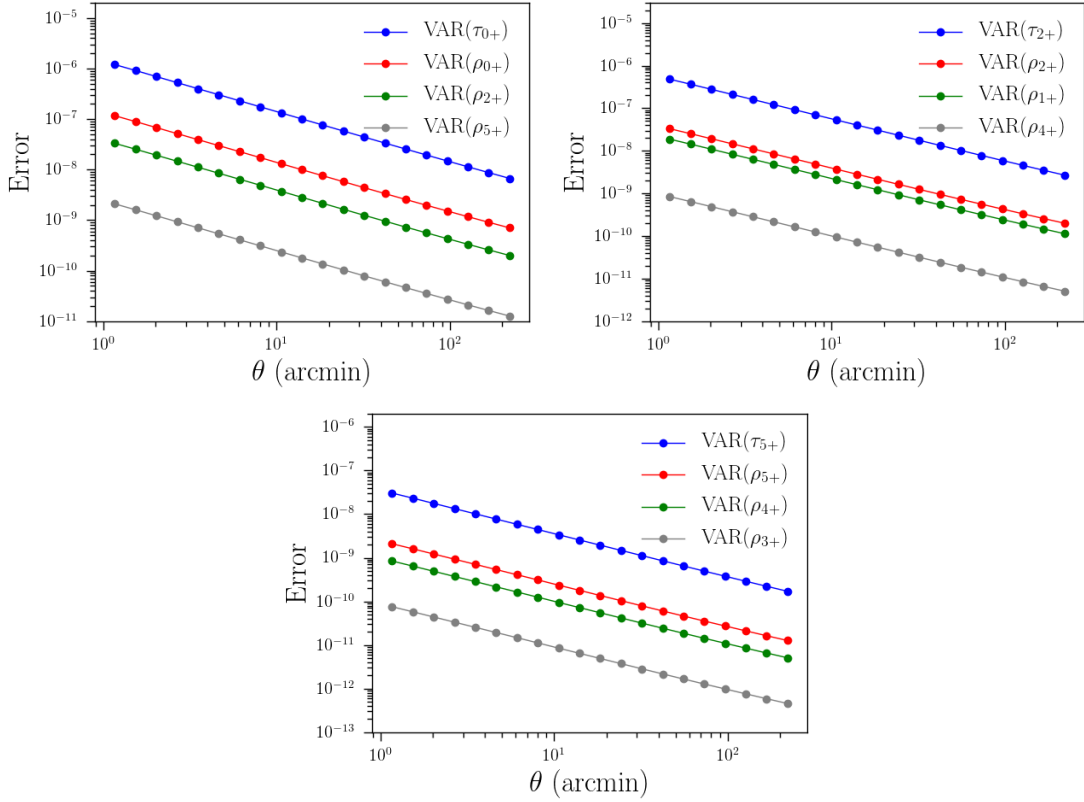 10⁻⁵
10⁻⁶
10⁻⁷
10⁻⁸
10⁻⁹
10⁻¹⁰
10⁻¹¹
Error
VAR(τ₀₊)
VAR(ρ₀₊)
VAR(ρ₂₊)
VAR(ρ₅₊)
10⁰ 10¹ 10²
θ (arcmin)
10⁻⁵
10⁻⁶
10⁻⁷
10⁻⁸
10⁻⁹
10⁻¹⁰
10⁻¹¹
10⁻¹²
Error
VAR(τ₂₊)
VAR(ρ₂₊)
VAR(ρ₁₊)
VAR(ρ₄₊)
10⁰ 10¹ 10²
θ (arcmin)
10⁻⁶
10⁻⁷
10⁻⁸
10⁻⁹
10⁻¹⁰
10⁻¹¹
10⁻¹²
10⁻¹³
Error
VAR(τ₅₊)
VAR(ρ₅₊)
VAR(ρ₄₊)
VAR(ρ₃₊)
10⁰ 10¹ 10²
θ (arcmin)